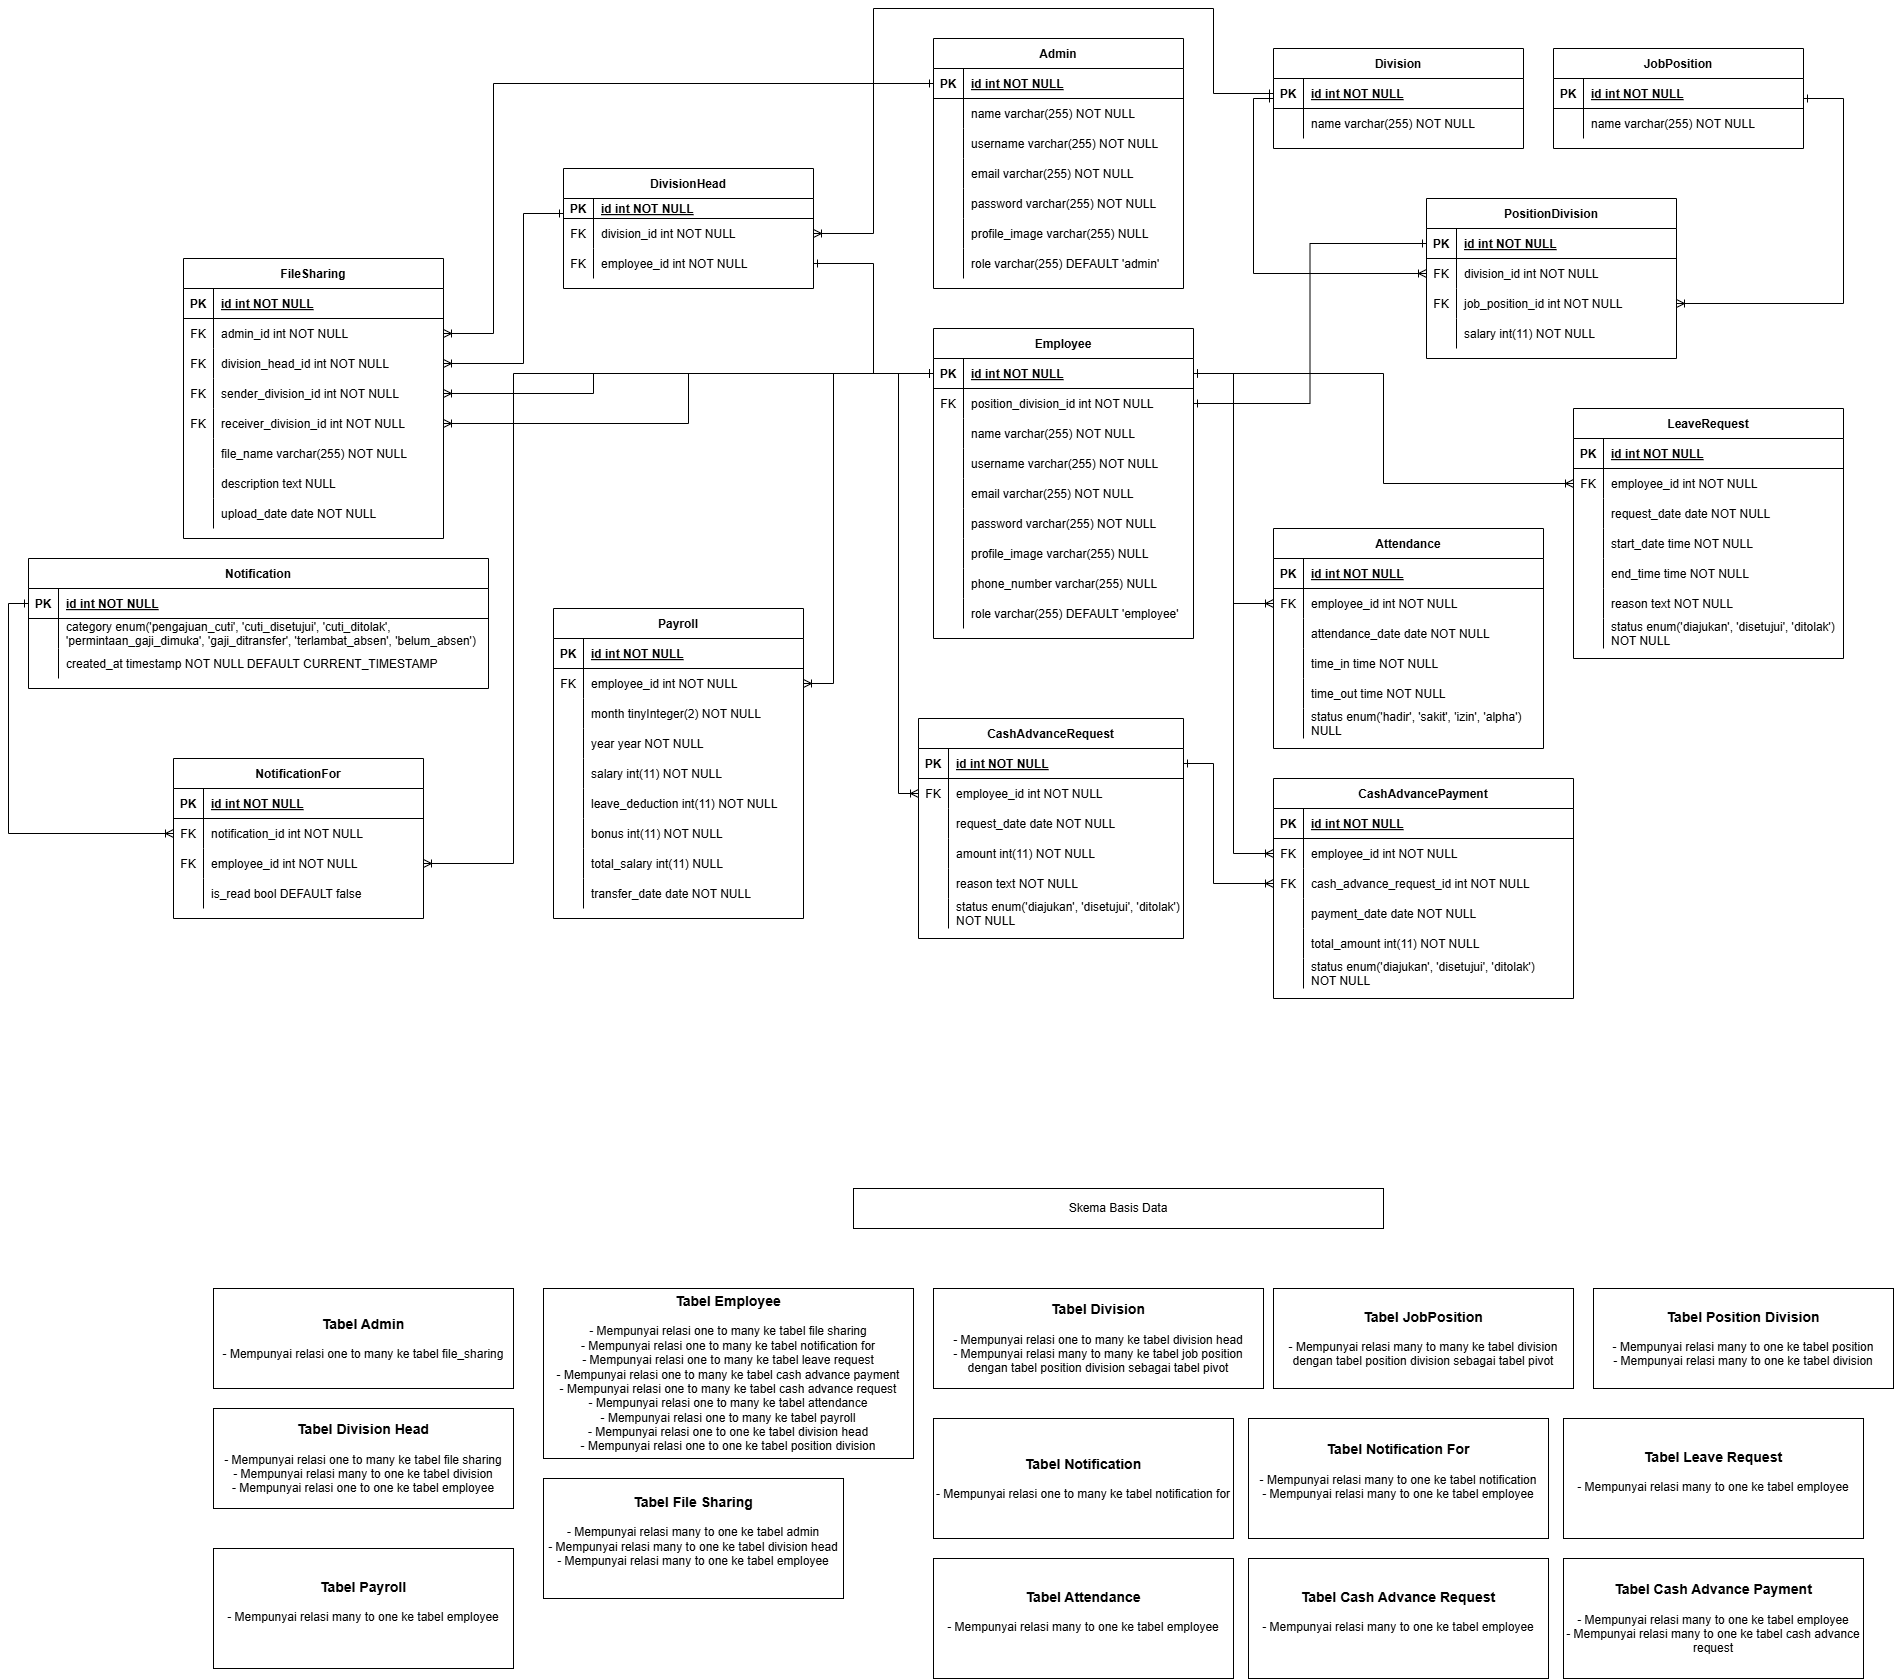 Admin
PK id int NOT NULL
name varchar(255) NOT NULL
username varchar(255) NOT NULL
email varchar(255) NOT NULL
password varchar(255) NOT NULL
profile_image varchar(255) NULL
role varchar(255) DEFAULT 'admin'
Division
PK id int NOT NULL
name varchar(255) NOT NULL
JobPosition
PK id int NOT NULL
name varchar(255) NOT NULL
DivisionHead
PK id int NOT NULL
FK division_id int NOT NULL
FK employee_id int NOT NULL
PositionDivision
PK id int NOT NULL
FK division_id int NOT NULL
FK job_position_id int NOT NULL
salary int(11) NOT NULL
FileSharing
PK id int NOT NULL
FK admin_id int NOT NULL
FK division_head_id int NOT NULL
FK sender_division_id int NOT NULL
FK receiver_division_id int NOT NULL
file_name varchar(255) NOT NULL
description text NULL
upload_date date NOT NULL
Employee
PK id int NOT NULL
FK position_division_id int NOT NULL
name varchar(255) NOT NULL
username varchar(255) NOT NULL
email varchar(255) NOT NULL
password varchar(255) NOT NULL
profile_image varchar(255) NULL
phone_number varchar(255) NULL
role varchar(255) DEFAULT 'employee'
LeaveRequest
PK id int NOT NULL
FK employee_id int NOT NULL
request_date date NOT NULL
start_date time NOT NULL
end_time time NOT NULL
reason text NOT NULL
status enum('diajukan', 'disetujui', 'ditolak')
NOT NULL
Attendance
PK id int NOT NULL
FK employee_id int NOT NULL
attendance_date date NOT NULL
time_in time NOT NULL
time_out time NOT NULL
status enum('hadir', 'sakit', 'izin', 'alpha')
NULL
Notification
PK id int NOT NULL
category enum('pengajuan_cuti', 'cuti_disetujui', 'cuti_ditolak',
'permintaan_gaji_dimuka', 'gaji_ditransfer', 'terlambat_absen', 'belum_absen')
created_at timestamp NOT NULL DEFAULT CURRENT_TIMESTAMP
Payroll
PK id int NOT NULL
FK employee_id int NOT NULL
month tinyInteger(2) NOT NULL
year year NOT NULL
salary int(11) NOT NULL
leave_deduction int(11) NOT NULL
bonus int(11) NOT NULL
total_salary int(11) NULL
transfer_date date NOT NULL
CashAdvanceRequest
PK id int NOT NULL
FK employee_id int NOT NULL
request_date date NOT NULL
amount int(11) NOT NULL
reason text NOT NULL
status enum('diajukan', 'disetujui', 'ditolak')
NOT NULL
NotificationFor
PK id int NOT NULL
FK notification_id int NOT NULL
FK employee_id int NOT NULL
is_read bool DEFAULT false
CashAdvancePayment
PK id int NOT NULL
FK employee_id int NOT NULL
FK cash_advance_request_id int NOT NULL
payment_date date NOT NULL
total_amount int(11) NOT NULL
status enum('diajukan', 'disetujui', 'ditolak')
NOT NULL
Skema Basis Data
Tabel Admin
- Mempunyai relasi one to many ke tabel file_sharing
Tabel Employee
- Mempunyai relasi one to many ke tabel file sharing
- Mempunyai relasi one to many ke tabel notification for
- Mempunyai relasi one to many ke tabel leave request
- Mempunyai relasi one to many ke tabel cash advance payment
- Mempunyai relasi one to many ke tabel cash advance request
- Mempunyai relasi one to many ke tabel attendance
- Mempunyai relasi one to many ke tabel payroll
- Mempunyai relasi one to one ke tabel division head
- Mempunyai relasi one to one ke tabel position division
Tabel Division
- Mempunyai relasi one to many ke tabel division head
- Mempunyai relasi many to many ke tabel job position
dengan tabel position division sebagai tabel pivot
Tabel JobPosition
- Mempunyai relasi many to many ke tabel division
dengan tabel position division sebagai tabel pivot
Tabel Position Division
- Mempunyai relasi many to one ke tabel position
- Mempunyai relasi many to one ke tabel division
Tabel Division Head
- Mempunyai relasi one to many ke tabel file sharing
- Mempunyai relasi many to one ke tabel division
- Mempunyai relasi one to one ke tabel employee
Tabel File Sharing
- Mempunyai relasi many to one ke tabel admin
- Mempunyai relasi many to one ke tabel division head
- Mempunyai relasi many to one ke tabel employee
Tabel Notification
- Mempunyai relasi one to many ke tabel notification for
Tabel Notification For
- Mempunyai relasi many to one ke tabel notification
- Mempunyai relasi many to one ke tabel employee
Tabel Leave Request
- Mempunyai relasi many to one ke tabel employee
Tabel Payroll
- Mempunyai relasi many to one ke tabel employee
Tabel Attendance
- Mempunyai relasi many to one ke tabel employee
Tabel Cash Advance Request
- Mempunyai relasi many to one ke tabel employee
Tabel Cash Advance Payment
- Mempunyai relasi many to one ke tabel employee
- Mempunyai relasi many to one ke tabel cash advance
request